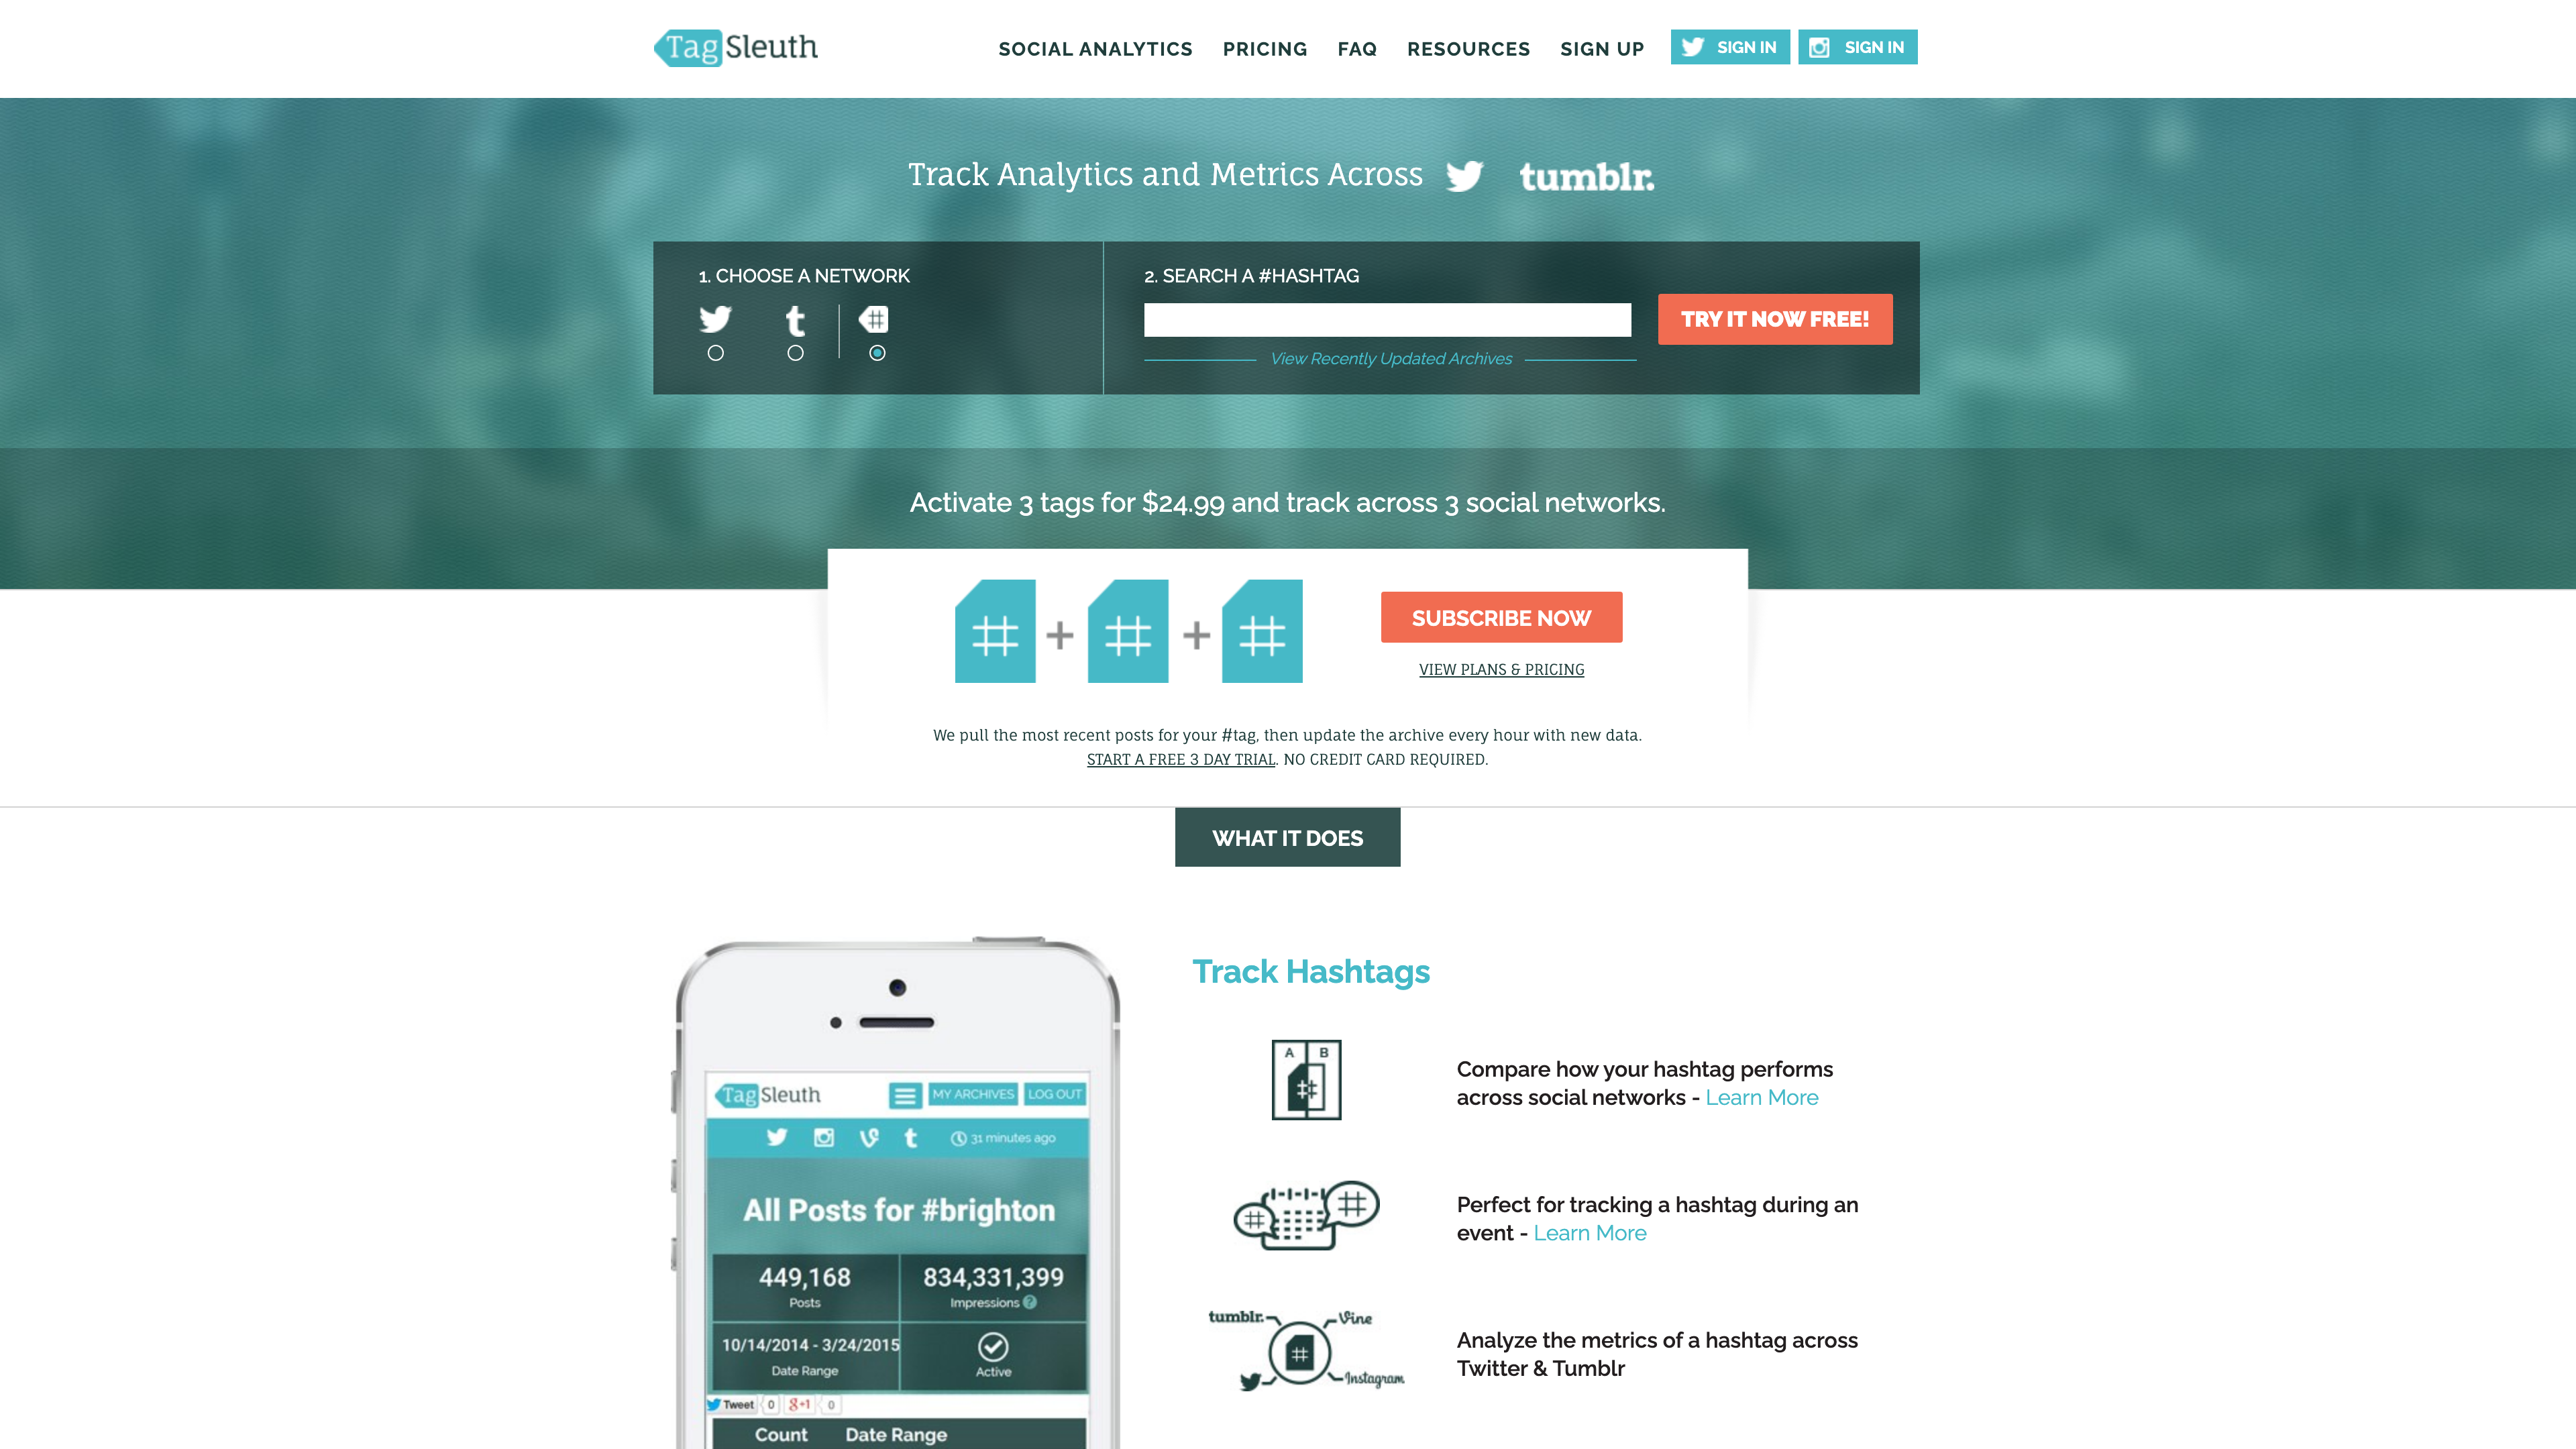 Tag Sleuth
SOCIAL ANALYTICS PRICING FAQ RESOURCES SIGN UP SIGN IN SIGN IN
Track Analytics and Metrics Across tumblr.
1. CHOOSE A NETWORK
2. SEARCH A #HASHTAG
TRY IT NOW FREE!
View Recently Updated Archives
Activate 3 tags for $24.99 and track across 3 social networks.
# + # + #
SUBSCRIBE NOW
VIEW PLANS & PRICING
We pull the most recent posts for your #tag, then update the archive every hour with new data.
START A FREE 3 DAY TRIAL. NO CREDIT CARD REQUIRED.
WHAT IT DOES
Tag Sleuth
MY ARCHIVES LOG OUT
31 minutes ago
All Posts for #brighton
449,168 834,331,399
Posts Impressions ?
10/14/2014 - 3/24/2015
Date Range Active
Tweet 0 g+1 0
Count Date Range
Track Hashtags
A B
#
Compare how your hashtag performs
across social networks - Learn More
# #
Perfect for tracking a hashtag during an
event - Learn More
tumblr. Vine
#
Instagram
Analyze the metrics of a hashtag across
Twitter & Tumblr